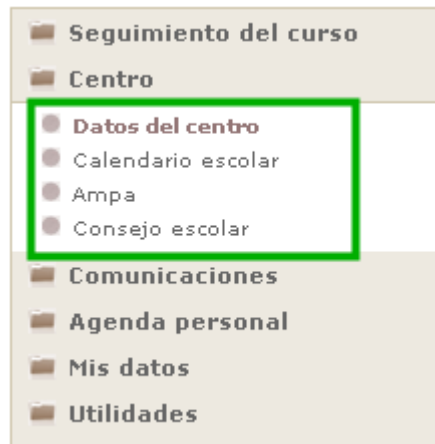 Seguimiento del curso
Centro
Datos del centro
Calendario escolar
Ampa
Consejo escolar
Comunicaciones
Agenda personal
Mis datos
Utilidades